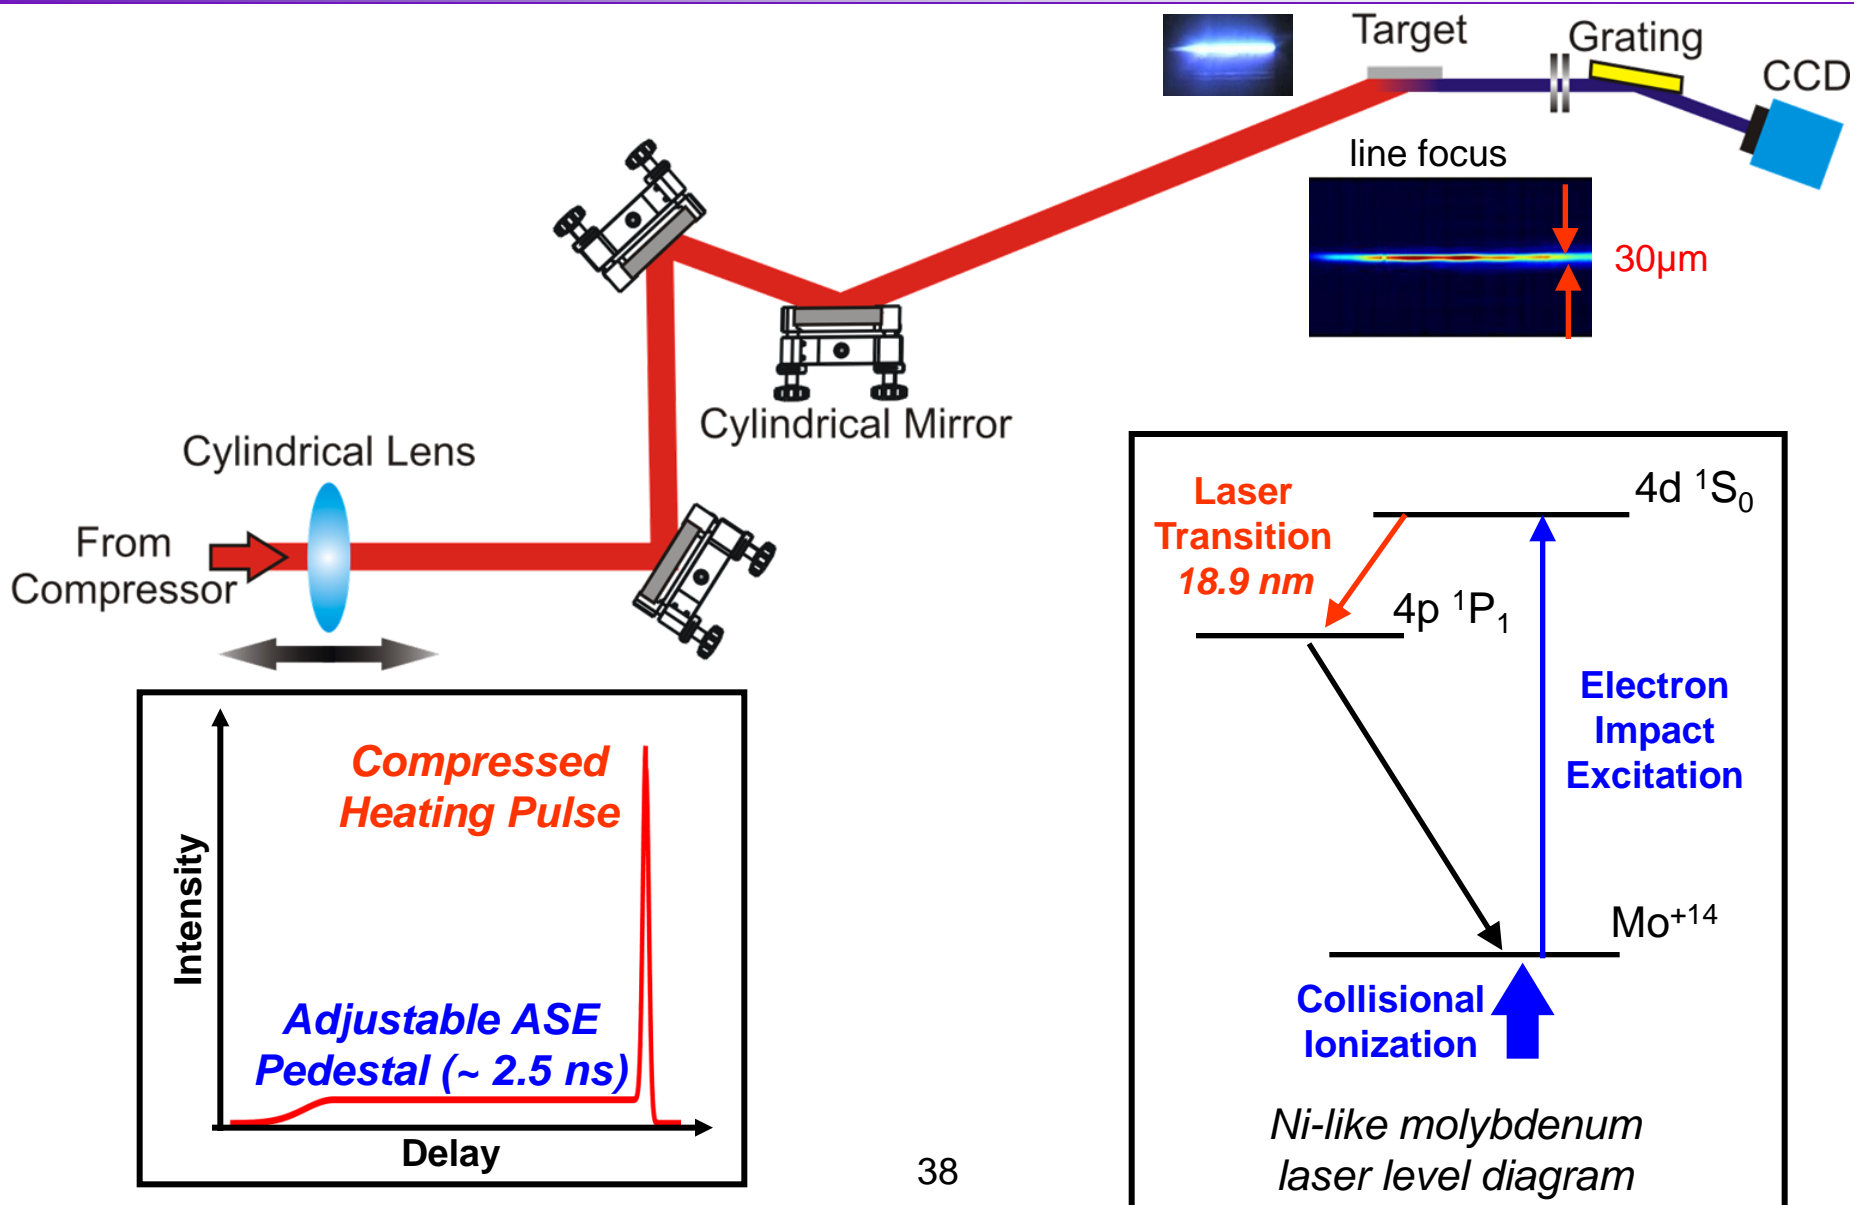 Target
Grating
CCD
line focus
30µm
Cylindrical Mirror
Cylindrical Lens
From
Compressor
Laser
Transition
18.9 nm
4d ¹S₀
4p ¹P₁
Electron
Impact
Excitation
Mo⁺¹⁴
Collisional
Ionization
Ni-like molybdenum
laser level diagram
Compressed
Heating Pulse
Intensity
Adjustable ASE
Pedestal (~ 2.5 ns)
Delay
38